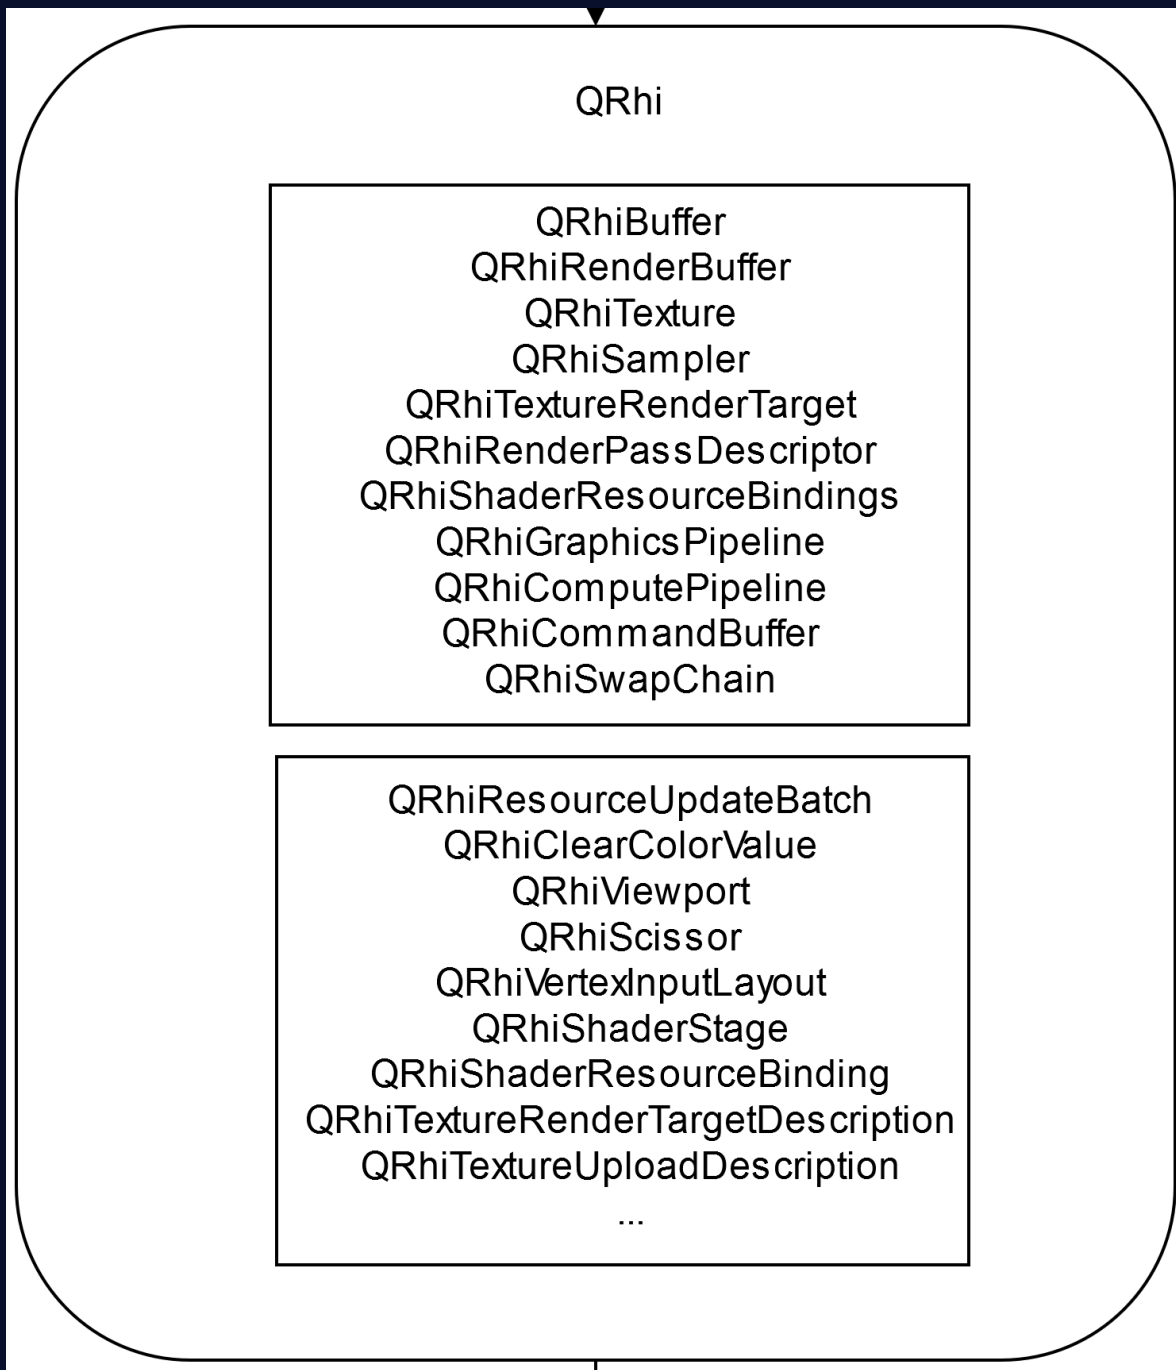 QRhi
QRhiBuffer
QRhiRenderBuffer
QRhiTexture
QRhiSampler
QRhiTextureRenderTarget
QRhiRenderPassDescriptor
QRhiShaderResourceBindings
QRhiGraphicsPipeline
QRhiComputePipeline
QRhiCommandBuffer
QRhiSwapChain
QRhiResourceUpdateBatch
QRhiClearColorValue
QRhiViewport
QRhiScissor
QRhiVertexInputLayout
QRhiShaderStage
QRhiShaderResourceBinding
QRhiTextureRenderTargetDescription
QRhiTextureUploadDescription
...